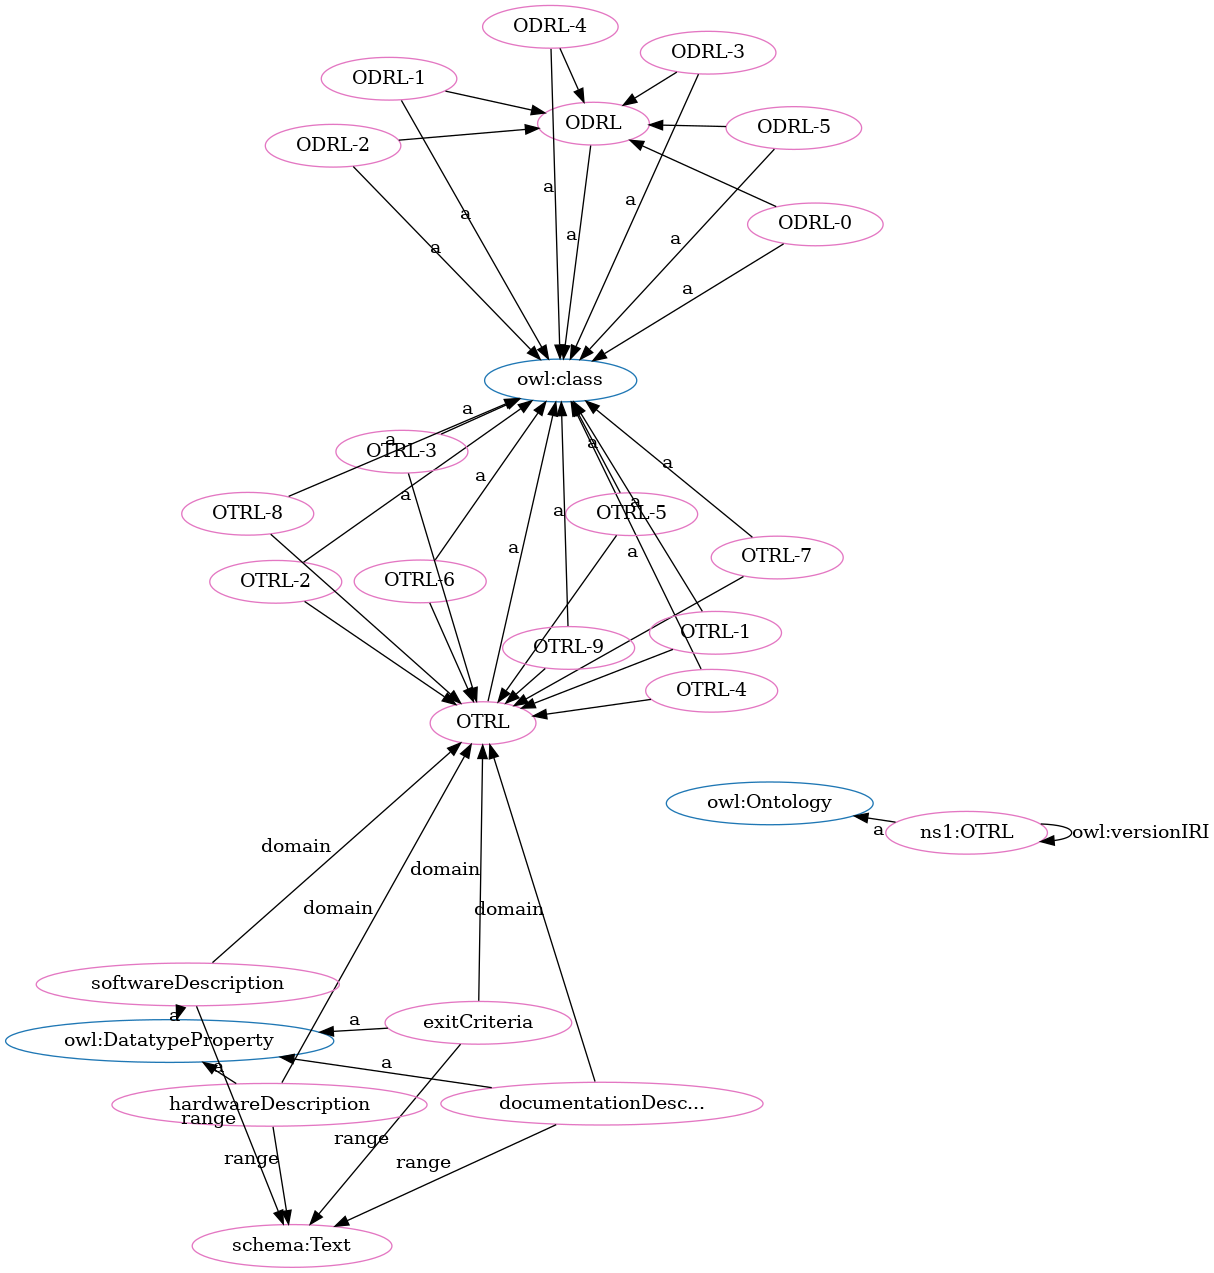 ODRL-4
ODRL-3
ODRL-1
ODRL
ODRL-5
ODRL-2
a
a
a
ODRL-0
a
a
a
a
a
owl:class
a
a
OTRL-3
a
a
a
a
OTRL-8
a
a
OTRL-5
a
a
OTRL-7
OTRL-2
OTRL-6
OTRL-9
OTRL-1
OTRL-4
OTRL
owl:Ontology
a
ns1:OTRL
owl:versionIRI
domain
domain
domain
domain
softwareDescription
a
exitCriteria
a
owl:DatatypeProperty
a
a
hardwareDescription
documentationDesc...
range
range
range
range
schema:Text